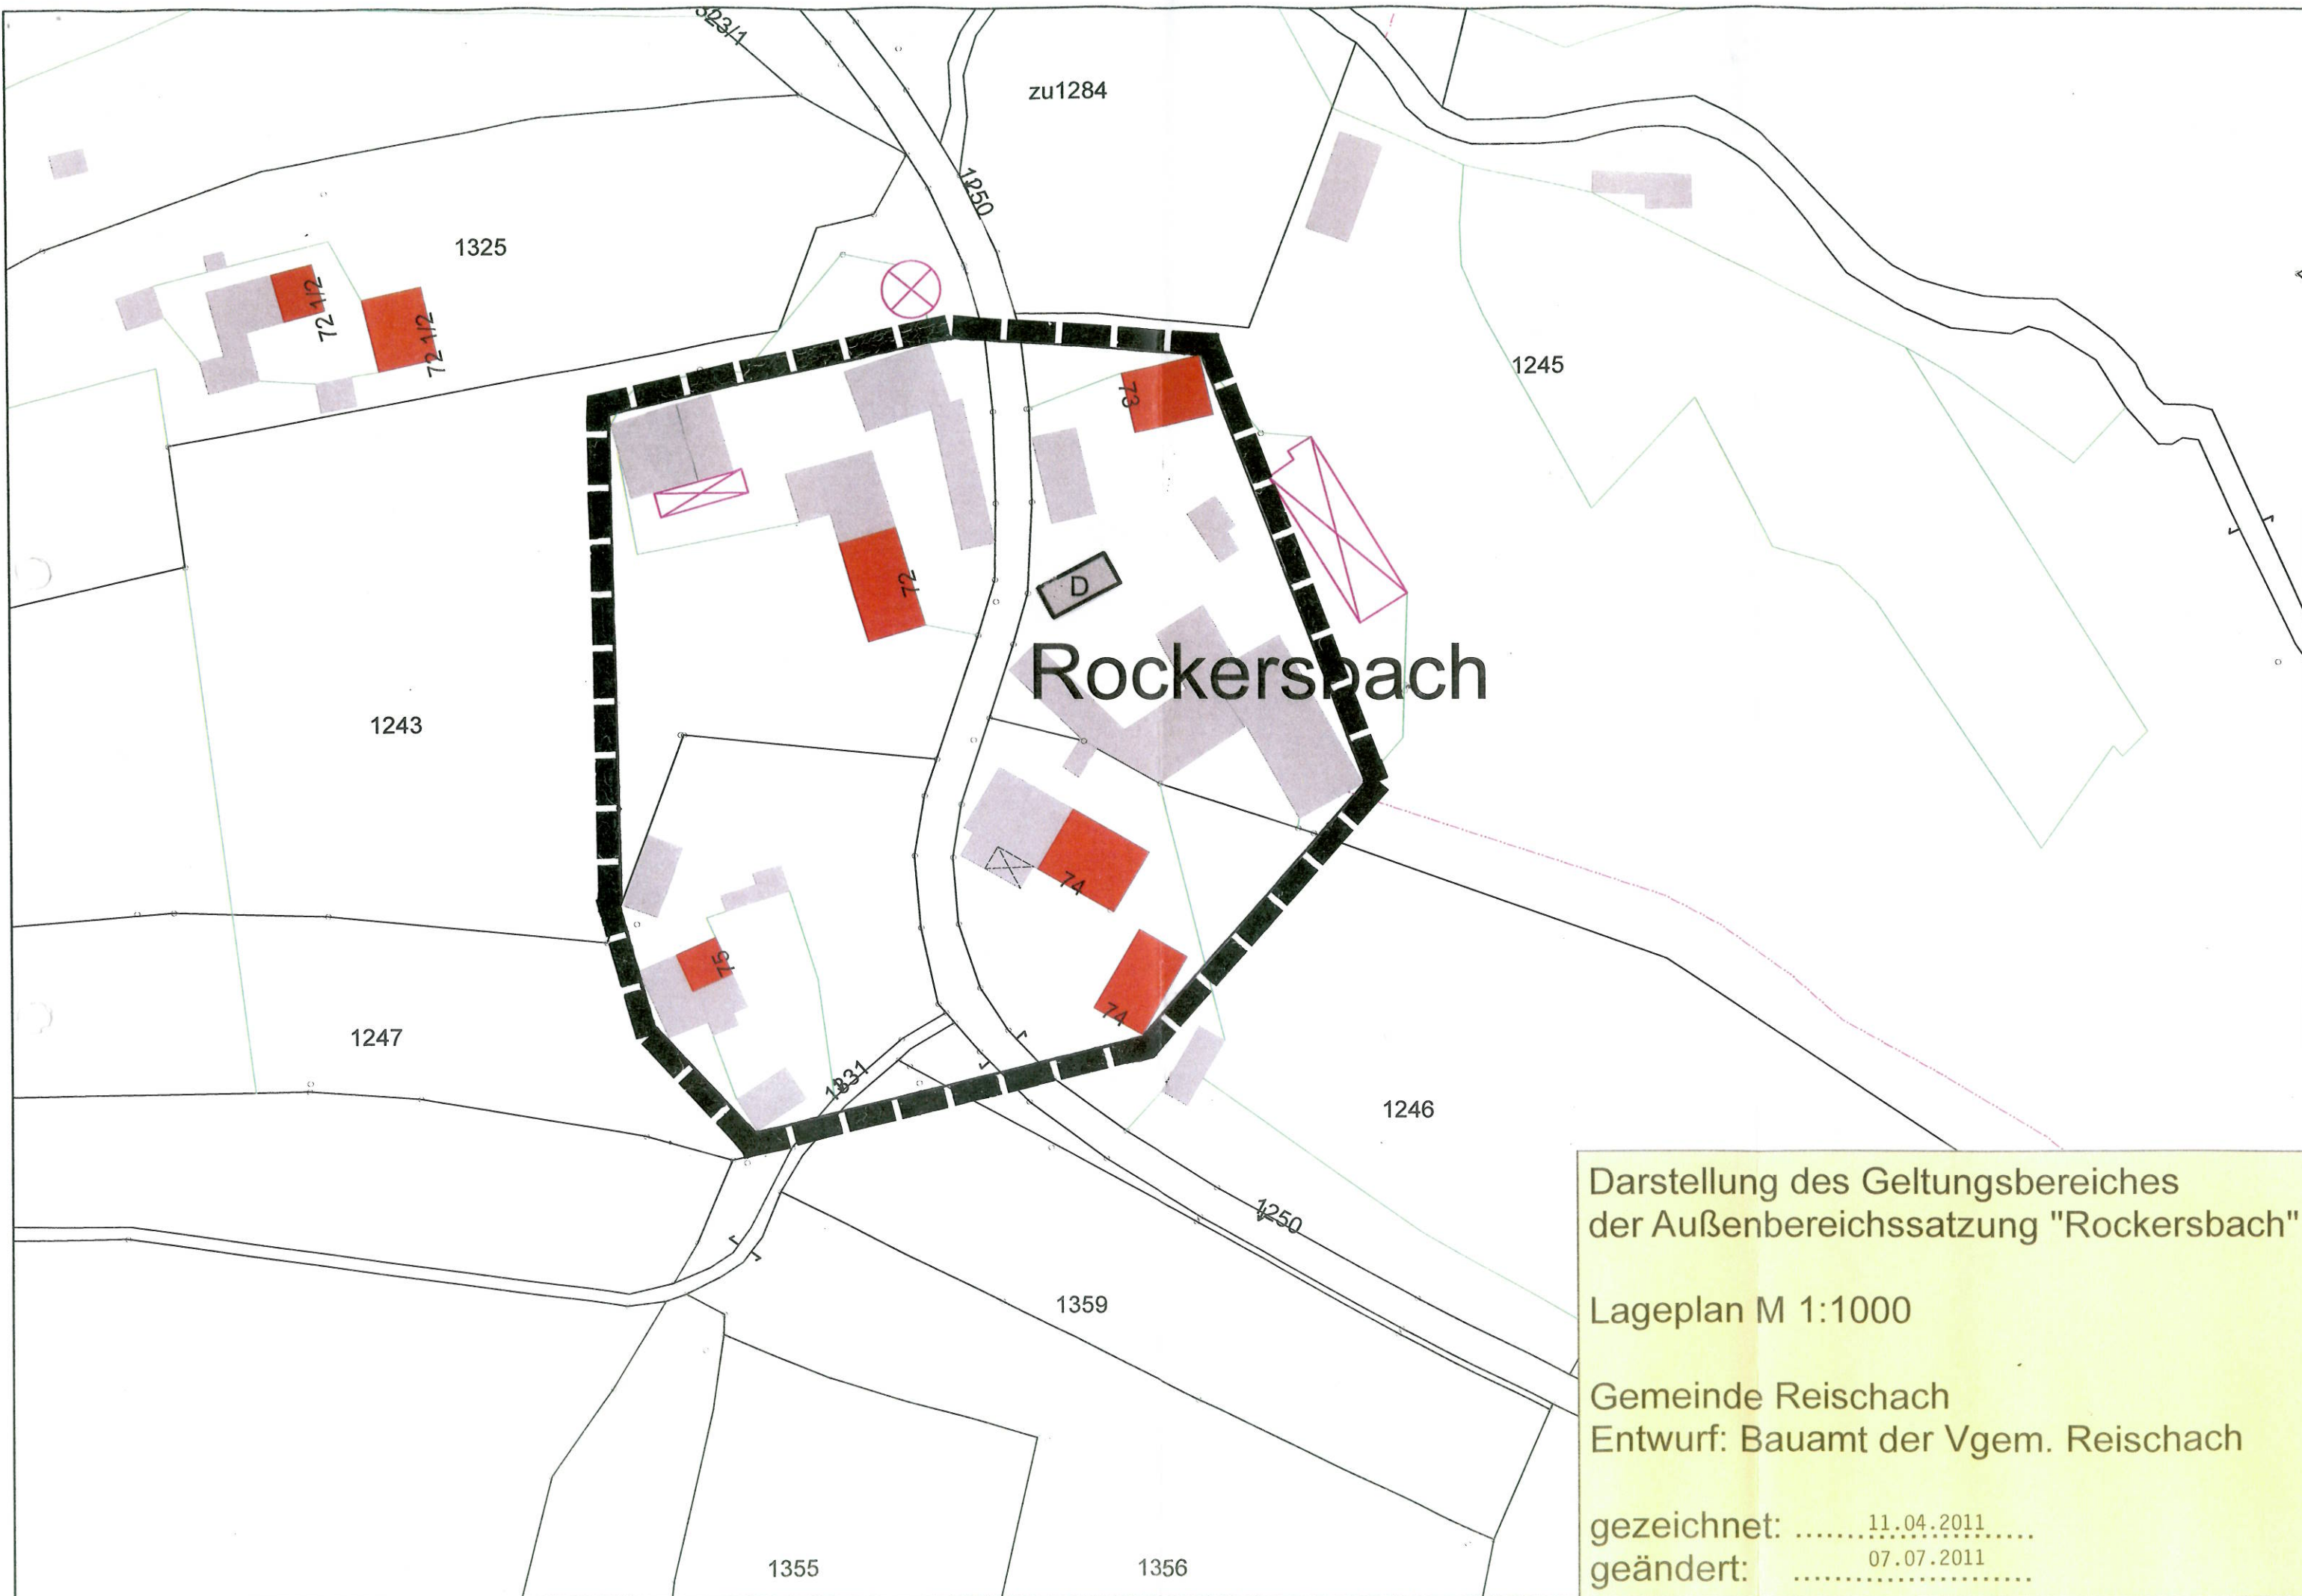 323/1
zu1284
1250
1325
72 1/2
72 1/2
1245
73
72
D
Rockersbach
1243
74
75
74
1247
1331
1246
1250
1359
1355
1356
Darstellung des Geltungsbereiches
der Außenbereichssatzung "Rockersbach"
Lageplan M 1:1000
Gemeinde Reischach
Entwurf: Bauamt der Vgem. Reischach
gezeichnet: 11.04.2011
geändert: 07.07.2011